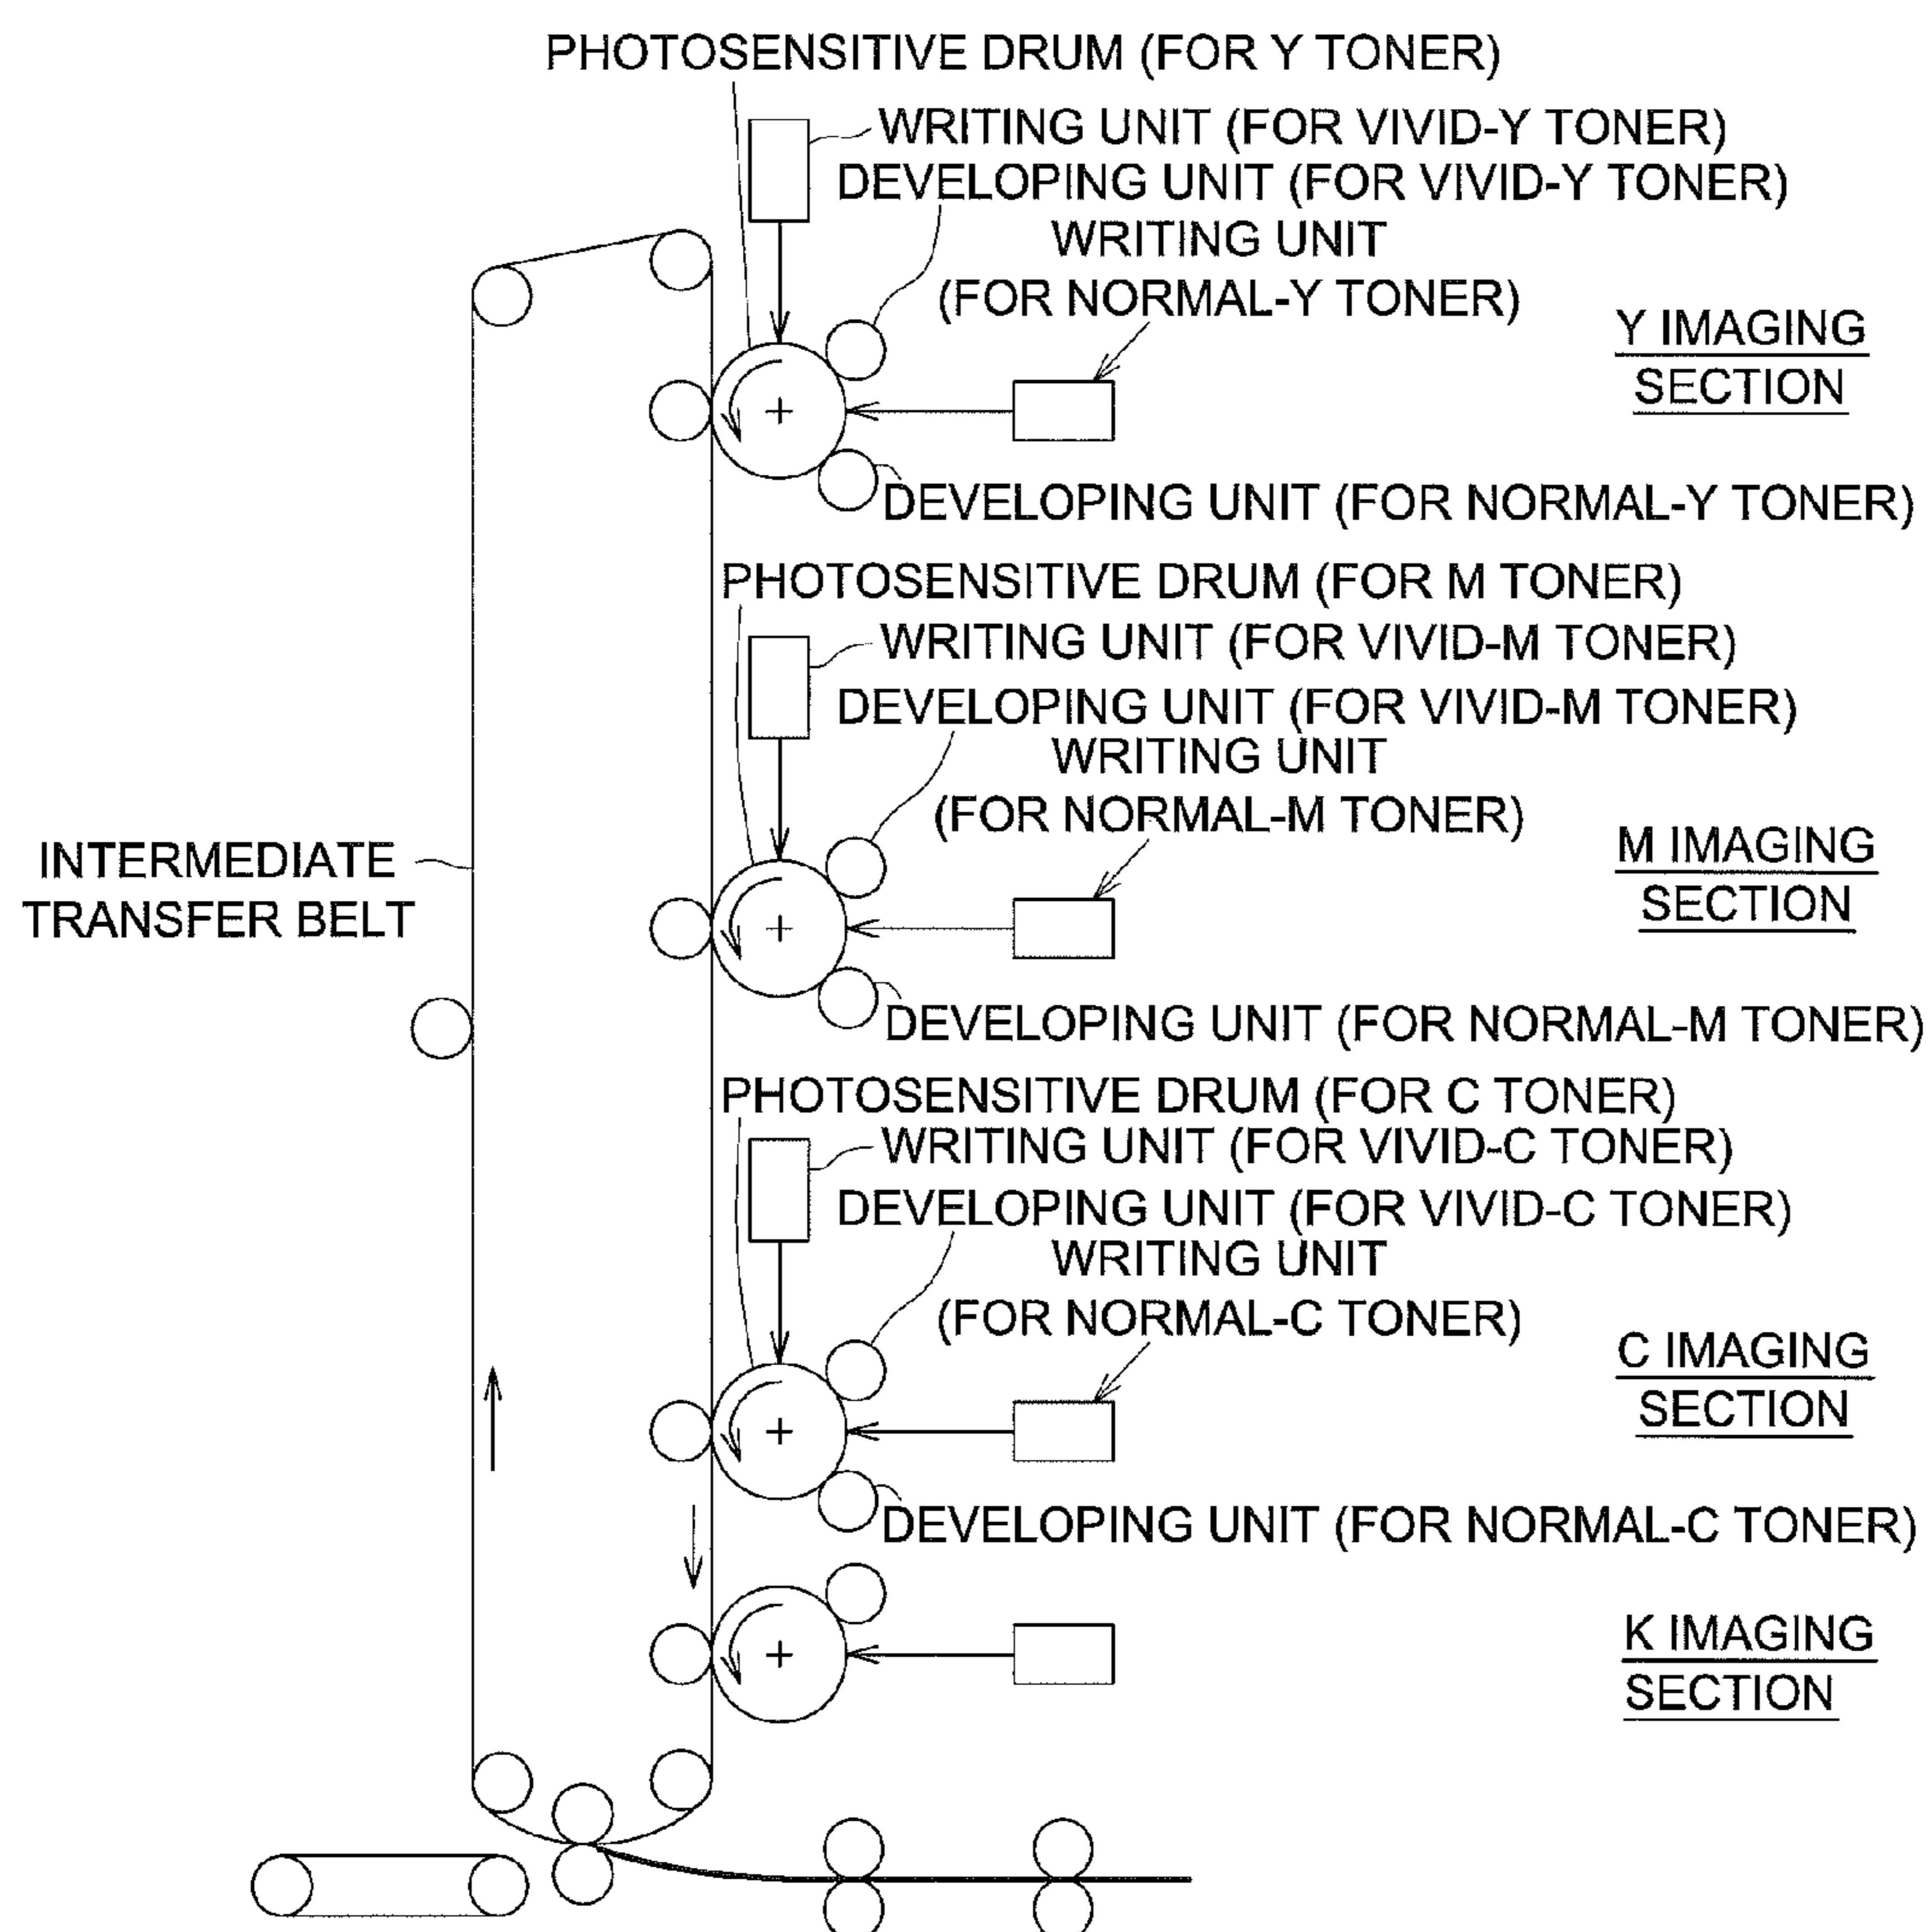 PHOTOSENSITIVE DRUM (FOR Y TONER)
WRITING UNIT (FOR VIVID-Y TONER)
DEVELOPING UNIT (FOR VIVID-Y TONER)
WRITING UNIT
(FOR NORMAL-Y TONER)
Y IMAGING
SECTION
DEVELOPING UNIT (FOR NORMAL-Y TONER)
PHOTOSENSITIVE DRUM (FOR M TONER)
WRITING UNIT (FOR VIVID-M TONER)
DEVELOPING UNIT (FOR VIVID-M TONER)
WRITING UNIT
(FOR NORMAL-M TONER)
M IMAGING
SECTION
INTERMEDIATE
TRANSFER BELT
DEVELOPING UNIT (FOR NORMAL-M TONER)
PHOTOSENSITIVE DRUM (FOR C TONER)
WRITING UNIT (FOR VIVID-C TONER)
DEVELOPING UNIT (FOR VIVID-C TONER)
WRITING UNIT
(FOR NORMAL-C TONER)
C IMAGING
SECTION
DEVELOPING UNIT (FOR NORMAL-C TONER)
K IMAGING
SECTION